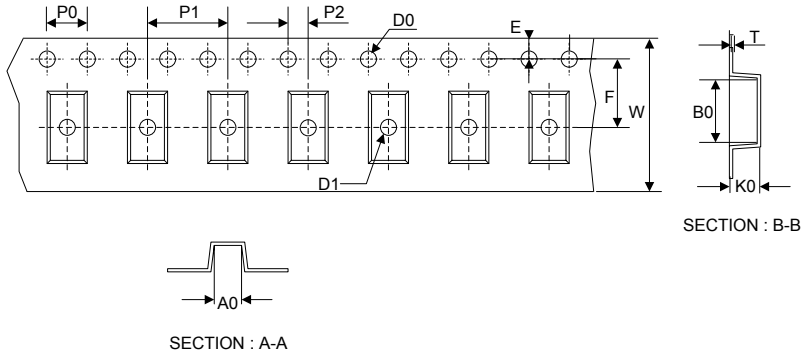 P0
P1
P2
D0
E
T
F
W
B0
D1
K0
SECTION : B-B
A0
SECTION : A-A